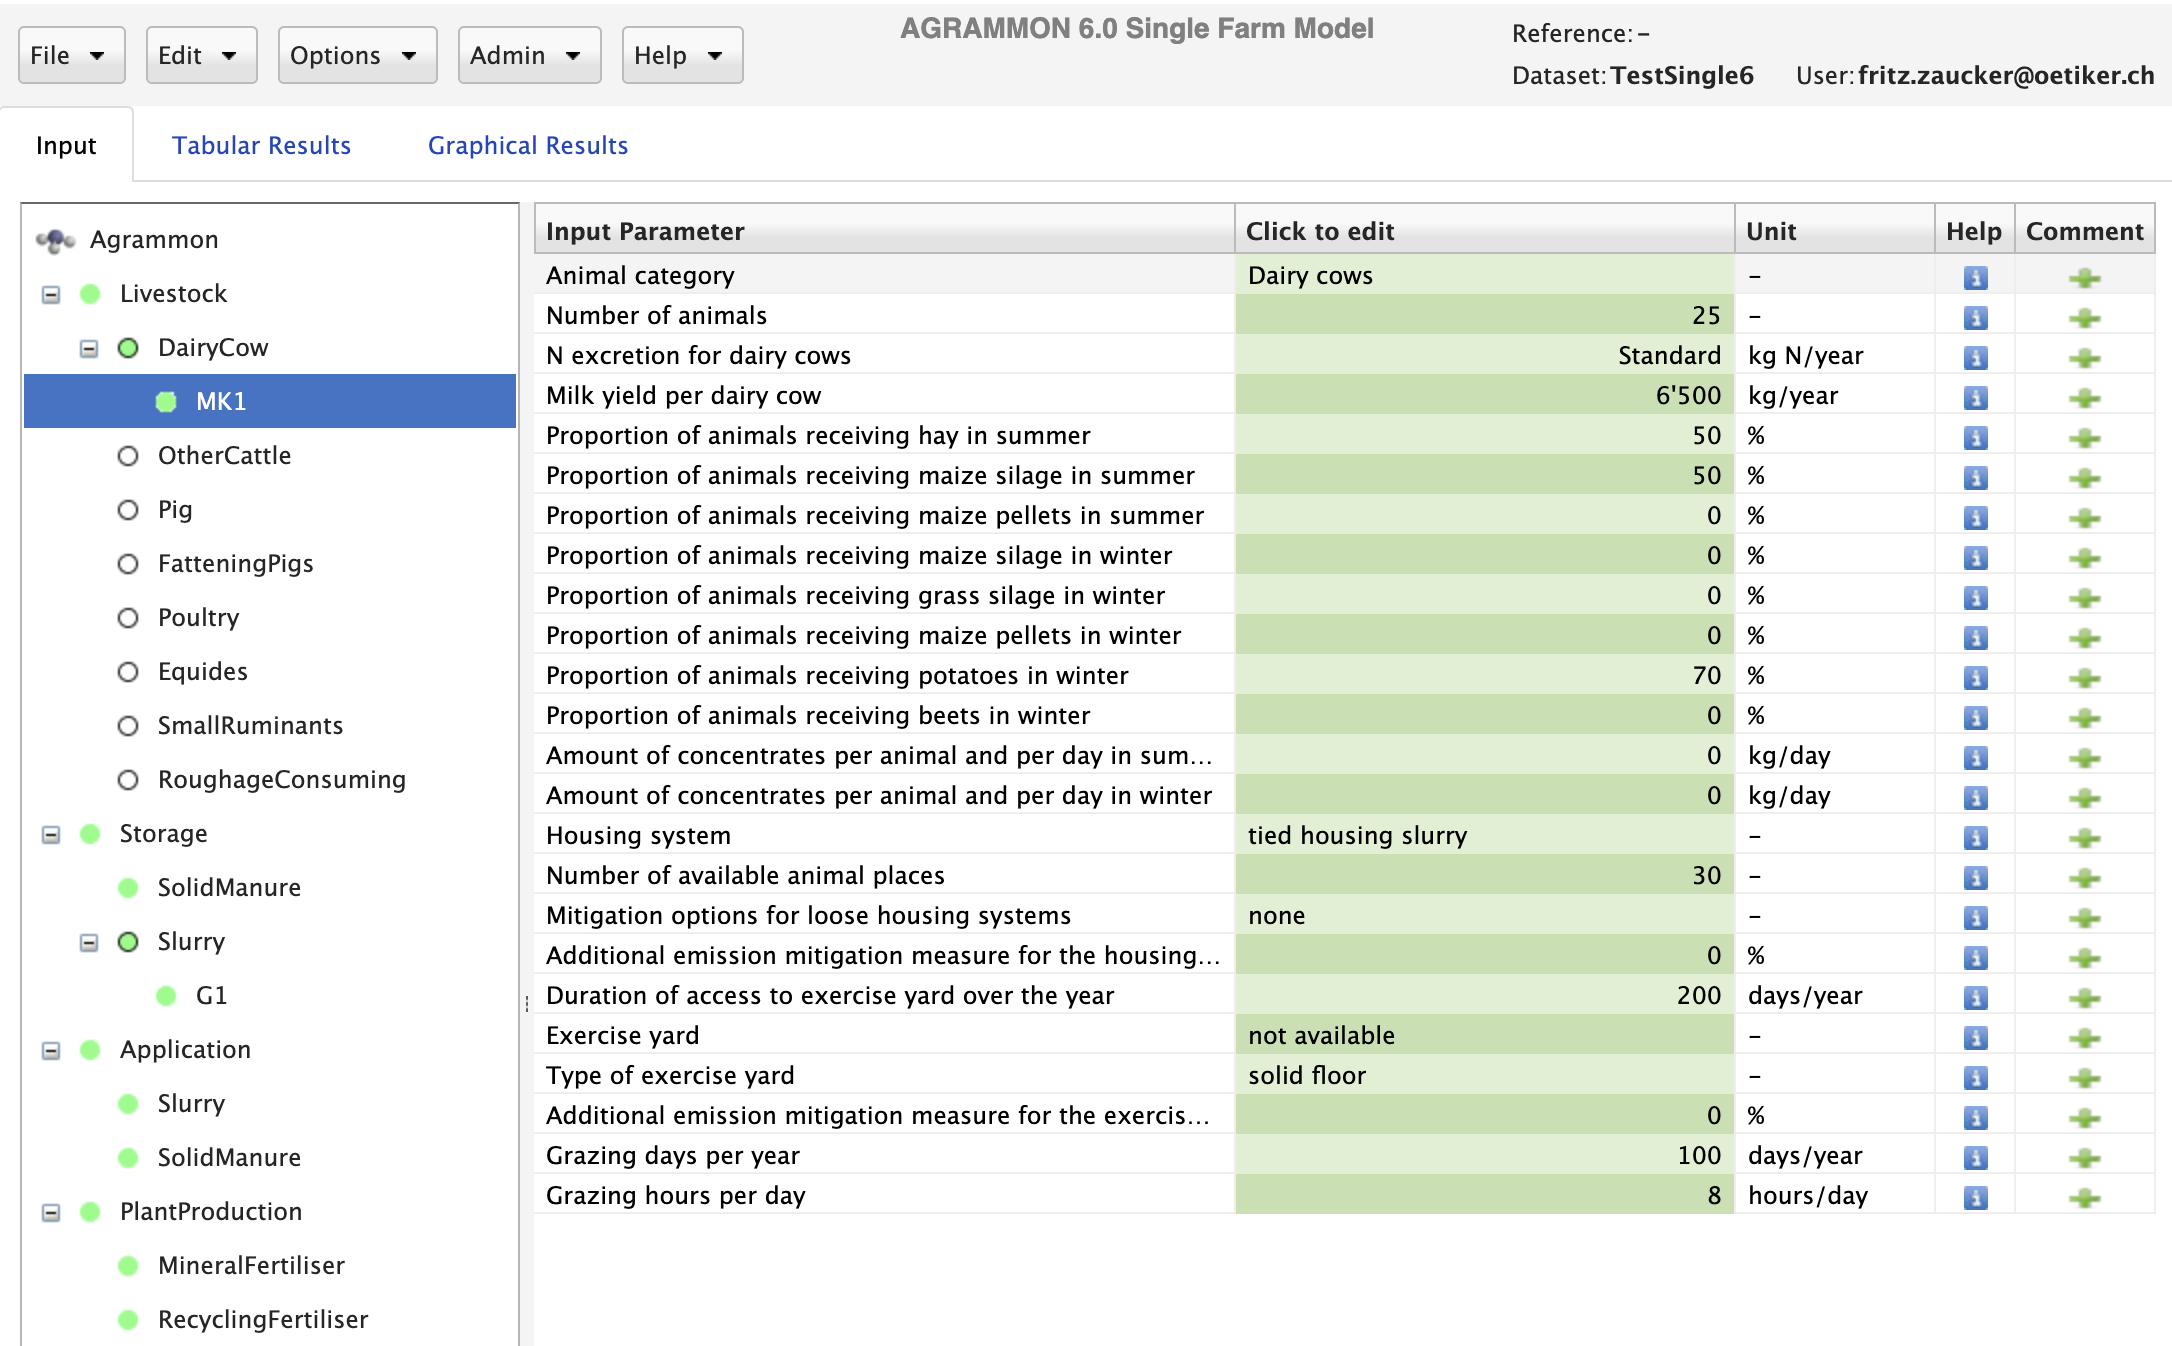 AGRAMMON 6.0 Single Farm Model
File Edit Options Admin Help
Reference: –
Dataset: TestSingle6 User: fritz.zaucker@oetiker.ch
Input Tabular Results Graphical Results
Agrammon
Livestock
DairyCow
MK1
OtherCattle
Pig
FatteningPigs
Poultry
Equides
SmallRuminants
RoughageConsuming
Storage
SolidManure
Slurry
G1
Application
Slurry
SolidManure
PlantProduction
MineralFertiliser
RecyclingFertiliser
Input Parameter Click to edit Unit Help Comment
Animal category Dairy cows –
Number of animals 25 –
N excretion for dairy cows Standard kg N/year
Milk yield per dairy cow 6'500 kg/year
Proportion of animals receiving hay in summer 50 %
Proportion of animals receiving maize silage in summer 50 %
Proportion of animals receiving maize pellets in summer 0 %
Proportion of animals receiving maize silage in winter 0 %
Proportion of animals receiving grass silage in winter 0 %
Proportion of animals receiving maize pellets in winter 0 %
Proportion of animals receiving potatoes in winter 70 %
Proportion of animals receiving beets in winter 0 %
Amount of concentrates per animal and per day in sum... 0 kg/day
Amount of concentrates per animal and per day in winter 0 kg/day
Housing system tied housing slurry –
Number of available animal places 30 –
Mitigation options for loose housing systems none –
Additional emission mitigation measure for the housing... 0 %
Duration of access to exercise yard over the year 200 days/year
Exercise yard not available –
Type of exercise yard solid floor –
Additional emission mitigation measure for the exercis... 0 %
Grazing days per year 100 days/year
Grazing hours per day 8 hours/day